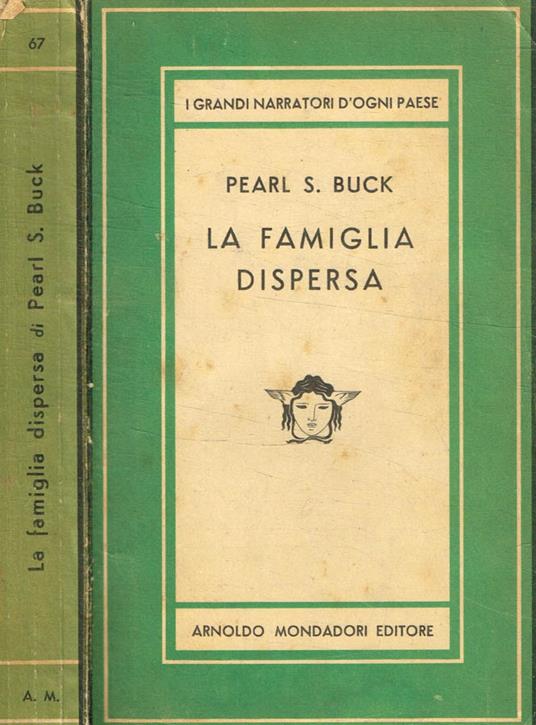 67
La famiglia dispersa di Pearl S. Buck
A. M.
I GRANDI NARRATORI D'OGNI PAESE
PEARL S. BUCK
LA FAMIGLIA
DISPERSA
ARNOLDO MONDADORI EDITORE